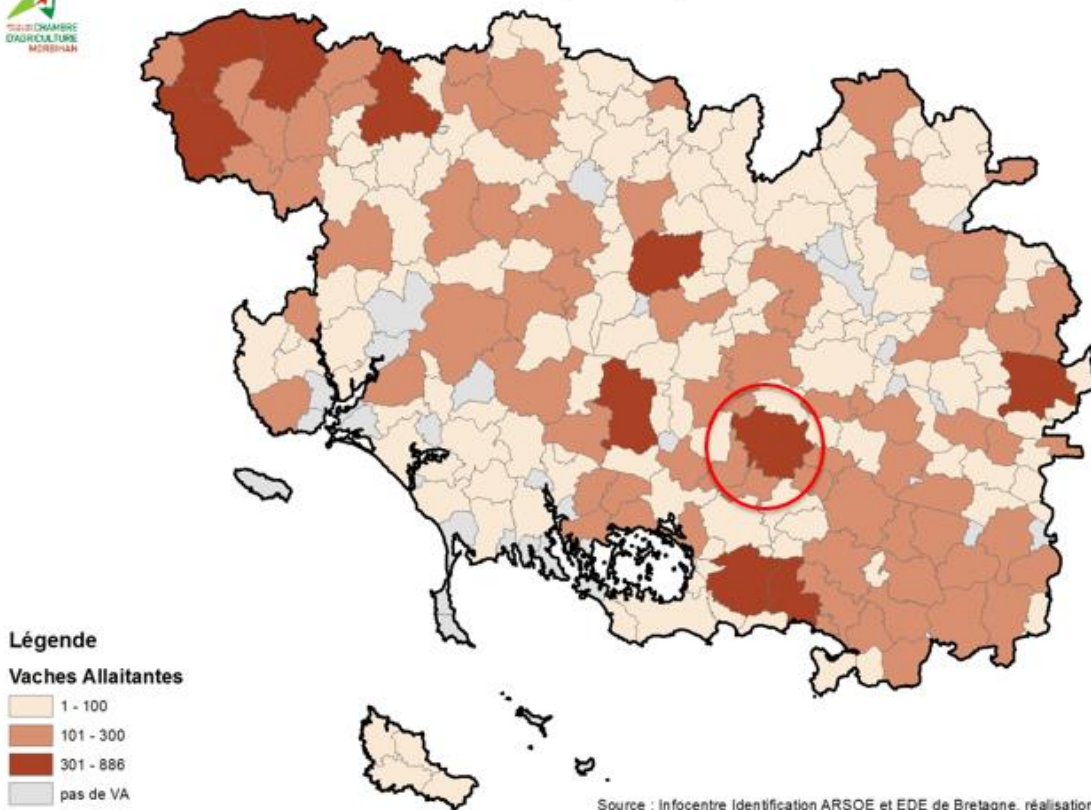 CHAMBRE
D'AGRICULTURE
MORBIHAN
Légende
Vaches Allaitantes
1 - 100
101 - 300
301 - 886
pas de VA
Source : Infocentre Identification ARSOE et EDE de Bretagne, réalisation